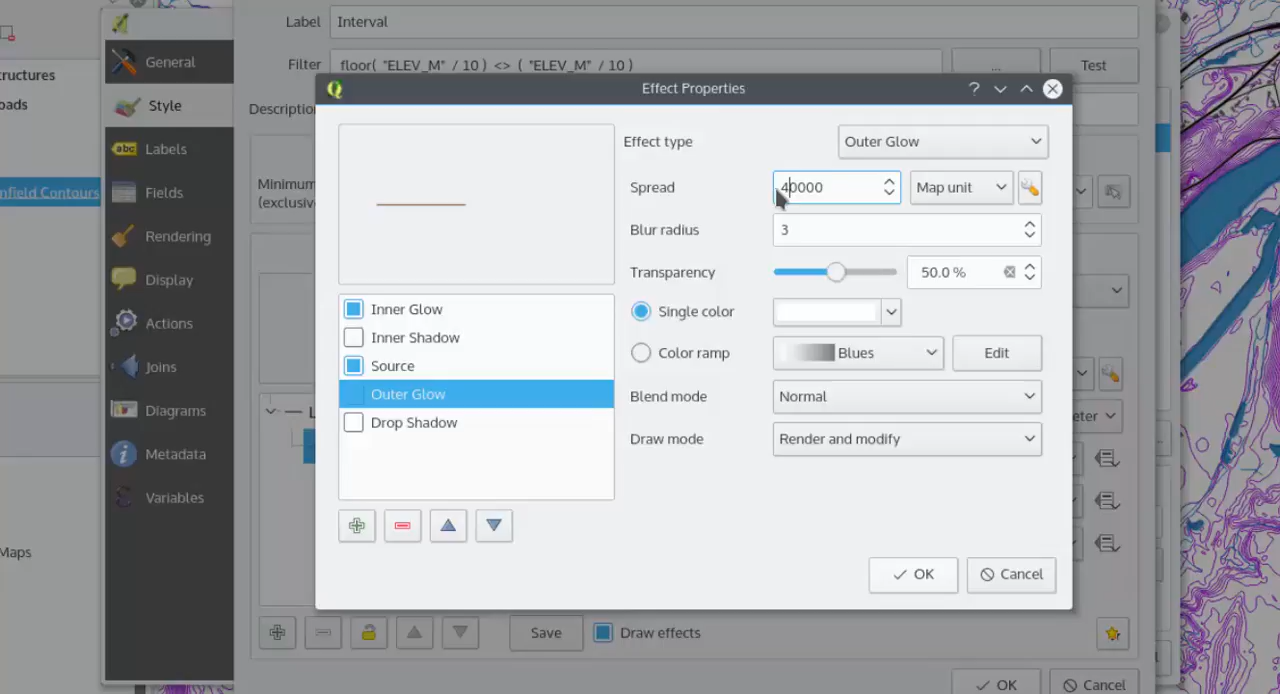 Label Interval
Filter floor( "ELEV_M" / 10 ) <> ( "ELEV_M" / 10 ) ... Test
Effect Properties
tructures
oads
General
Style
Labels
Fields
Rendering
Display
Actions
Joins
Diagrams
Metadata
Variables
nfield Contours
Maps
Descriptio
Minimum
(exclusiv
Effect type Outer Glow
Spread 40000 Map unit
Blur radius 3
Transparency 50.0 %
Single color
Color ramp Blues Edit
Blend mode Normal
Draw mode Render and modify
Inner Glow
Inner Shadow
Source
Outer Glow
Drop Shadow
OK Cancel
eter
Save Draw effects
OK Cancel